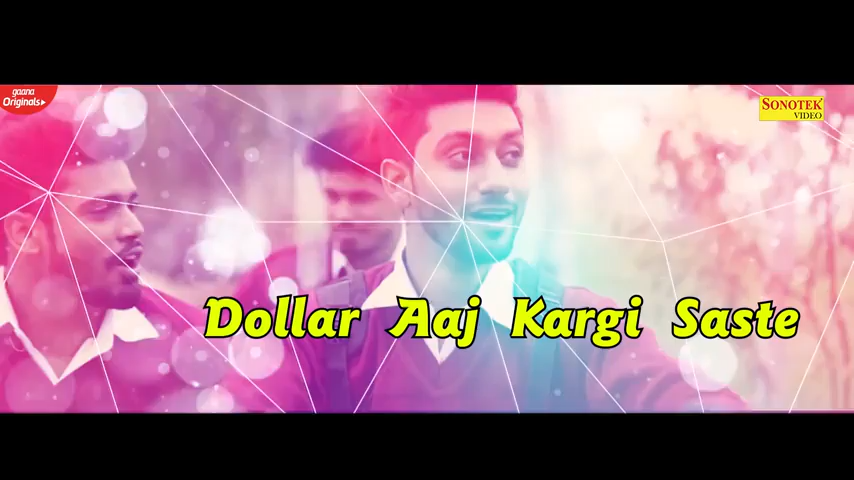 gaana
Originals
SONOTEK
VIDEO
Dollar Aaj Kargi Saste